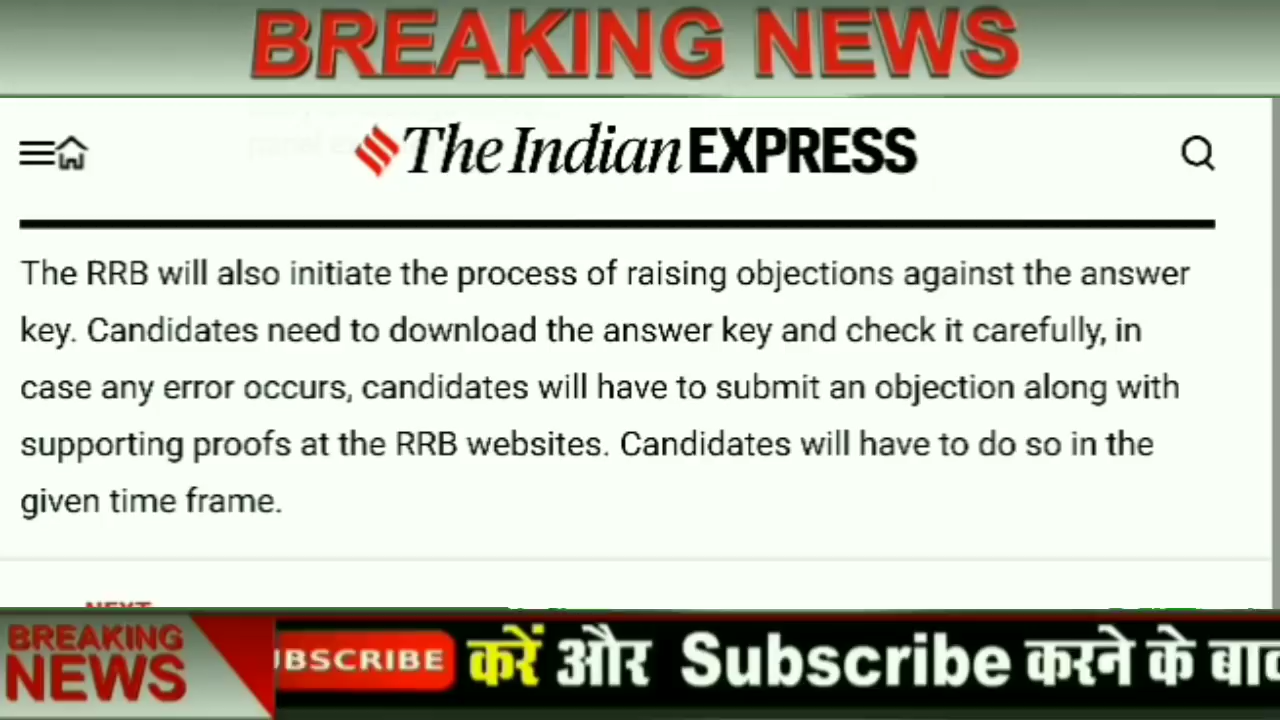 BREAKING NEWS
The Indian EXPRESS
The RRB will also initiate the process of raising objections against the answer
key. Candidates need to download the answer key and check it carefully, in
case any error occurs, candidates will have to submit an objection along with
supporting proofs at the RRB websites. Candidates will have to do so in the
given time frame.
NEXT
BREAKING
NEWS
UBSCRIBE करें और Subscribe करने के